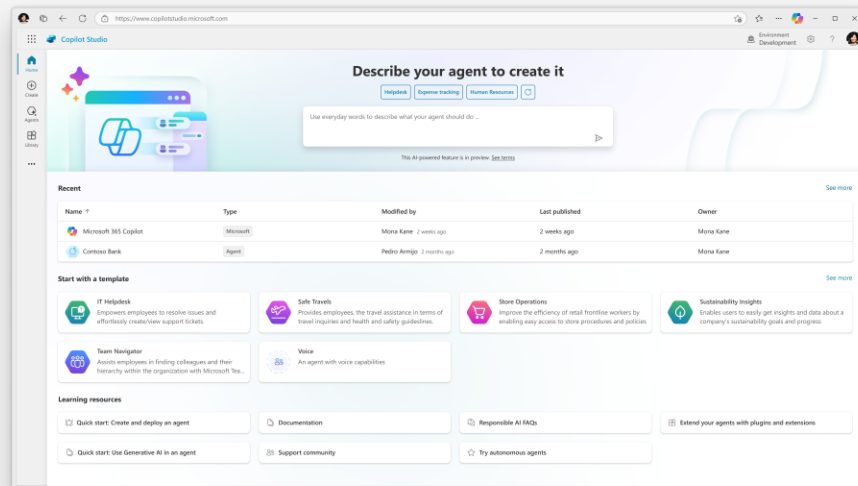 https://www.copilotstudio.microsoft.com
Copilot Studio
Environment
Development
?
Home
Create
Agents
Library
Describe your agent to create it
Helpdesk
Expense tracking
Human Resources
Use everyday words to describe what your agent should do...
This AI-powered feature is in preview. See terms
Recent
See more
Name ↑ Type Modified by Last published Owner
Microsoft 365 Copilot Microsoft Mona Kane 2 weeks ago 2 weeks ago Mona Kane
Contoso Bank Agent Pedro Armijo 2 months ago 2 months ago Mona Kane
Start with a template
See more
IT Helpdesk
Empowers employees to resolve issues and
effortlessly create/view support tickets.
Safe Travels
Provides employees, the travel assistance in terms of
travel inquiries and health and safety guidelines.
Store Operations
Improve the efficiency of retail frontline workers by
enabling easy access to store procedures and policies
Sustainability Insights
Enables users to easily get insights and data about a
company's sustainability goals and progress
Team Navigator
Assists employees in finding colleagues and their
hierarchy within the organization with Microsoft Tea...
Voice
An agent with voice capabilities
Learning resources
Quick start: Create and deploy an agent
Documentation
Responsible AI FAQs
Extend your agents with plugins and extensions
Quick start: Use Generative AI in an agent
Support community
Try autonomous agents